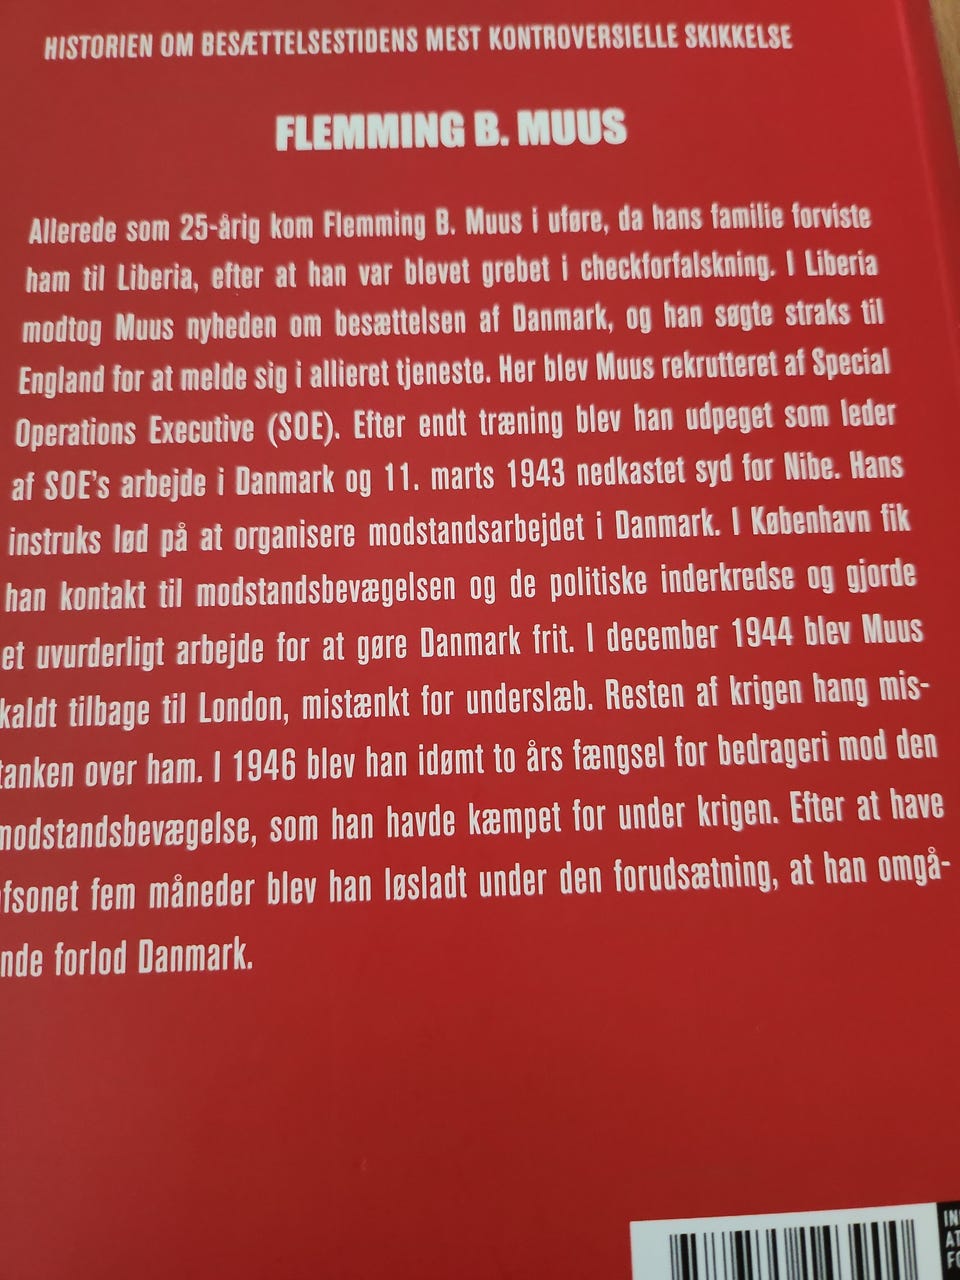 HISTORIEN OM BESÆTTELSESTIDENS MEST KONTROVERSIELLE SKIKKELSE
FLEMMING B. MUUS
Allerede som 25-årig kom Flemming B. Muus i uføre, da hans familie forviste
ham til Liberia, efter at han var blevet grebet i checkforfalskning. I Liberia
modtog Muus nyheden om besættelsen af Danmark, og han søgte straks til
England for at melde sig i allieret tjeneste. Her blev Muus rekrutteret af Special
Operations Executive (SOE). Efter endt træning blev han udpeget som leder
af SOE's arbejde i Danmark og 11. marts 1943 nedkastet syd for Nibe. Hans
instruks lød på at organisere modstandsarbejdet i Danmark. I København fik
han kontakt til modstandsbevægelsen og de politiske inderkredse og gjorde
et uvurderligt arbejde for at gøre Danmark frit. I december 1944 blev Muus
kaldt tilbage til London, mistænkt for underslæb. Resten af krigen hang mis-
tanken over ham. I 1946 blev han idømt to års fængsel for bedrageri mod den
modstandsbevægelse, som han havde kæmpet for under krigen. Efter at have
afsonet fem måneder blev han løsladt under den forudsætning, at han omgå-
nde forlod Danmark.